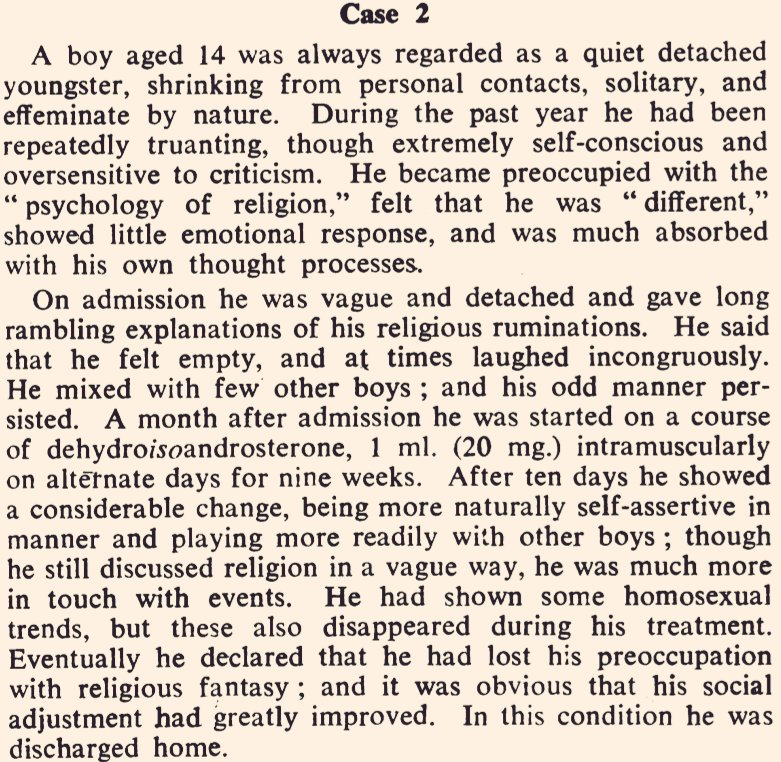 Case 2
A boy aged 14 was always regarded as a quiet detached
youngster, shrinking from personal contacts, solitary, and
effeminate by nature. During the past year he had been
repeatedly truanting, though extremely self-conscious and
oversensitive to criticism. He became preoccupied with the
“psychology of religion,” felt that he was “different,”
showed little emotional response, and was much absorbed
with his own thought processes.
On admission he was vague and detached and gave long
rambling explanations of his religious ruminations. He said
that he felt empty, and at times laughed incongruously.
He mixed with few other boys; and his odd manner per-
sisted. A month after admission he was started on a course
of dehydroisoandrosterone, 1 ml. (20 mg.) intramuscularly
on alternate days for nine weeks. After ten days he showed
a considerable change, being more naturally self-assertive in
manner and playing more readily with other boys; though
he still discussed religion in a vague way, he was much more
in touch with events. He had shown some homosexual
trends, but these also disappeared during his treatment.
Eventually he declared that he had lost his preoccupation
with religious fantasy; and it was obvious that his social
adjustment had greatly improved. In this condition he was
discharged home.